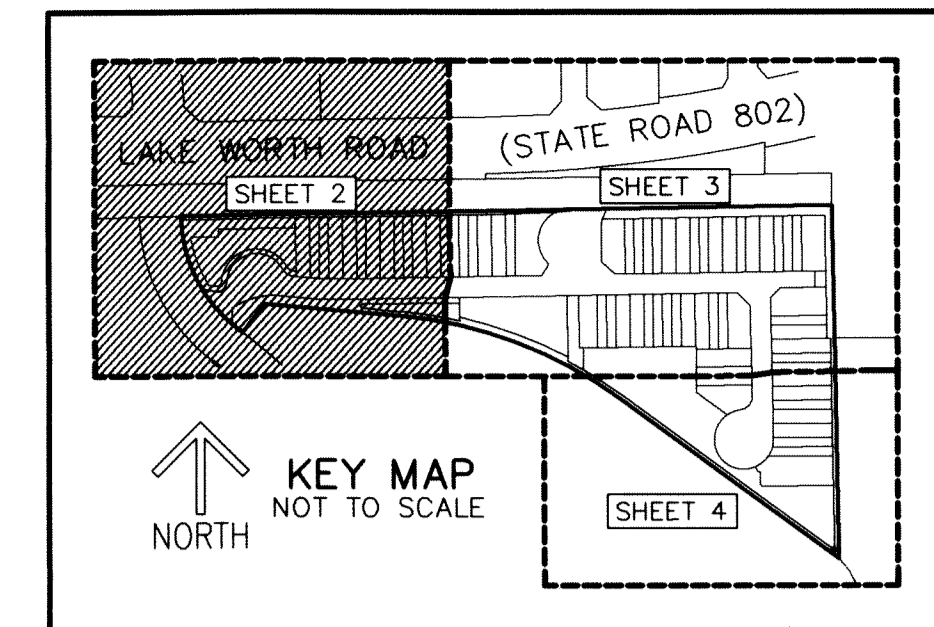 LAKE WORTH ROAD
(STATE ROAD 802)
SHEET 2
SHEET 3
KEY MAP
NOT TO SCALE
NORTH
SHEET 4